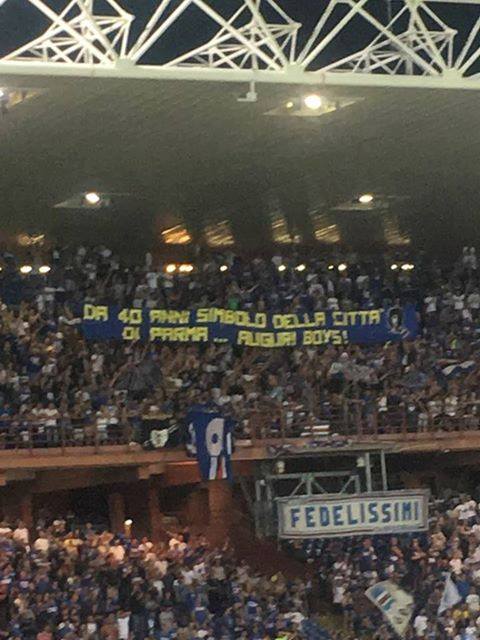 DA 40 ANNI SIMBOLO DELLA CITTA'
DI PARMA ... AUGURI BOYS!
FEDELISSIMI